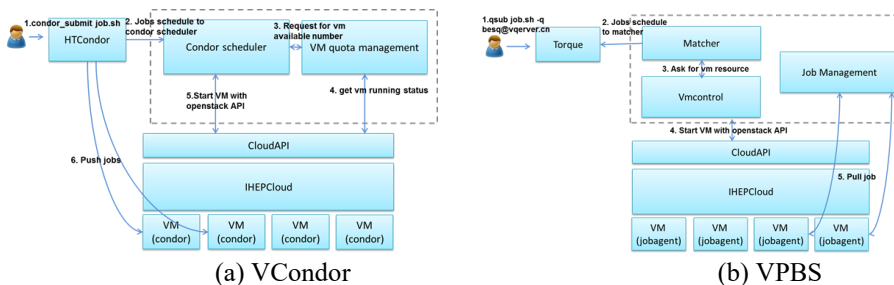 1.condor_submit job.sh
2. Jobs schedule to
condor scheduler
3. Request for vm
available number
HTCondor
Condor scheduler
VM quota management
5.Start VM with
openstack API
4. get vm running status
6. Push jobs
CloudAPI
IHEPCloud
VM
(condor)
VM
(condor)
VM
(condor)
VM
(condor)
(a) VCondor
1.qsub job.sh -q
besq@vqerver.cn
2. Jobs schedule
to matcher
Torque
Matcher
3. Ask for vm resource
Vmcontrol
Job Management
4. Start VM with openstack API
CloudAPI
5. Pull job
IHEPCloud
VM
(jobagent)
VM
(jobagent)
VM
(jobagent)
VM
(jobagent)
(b) VPBS